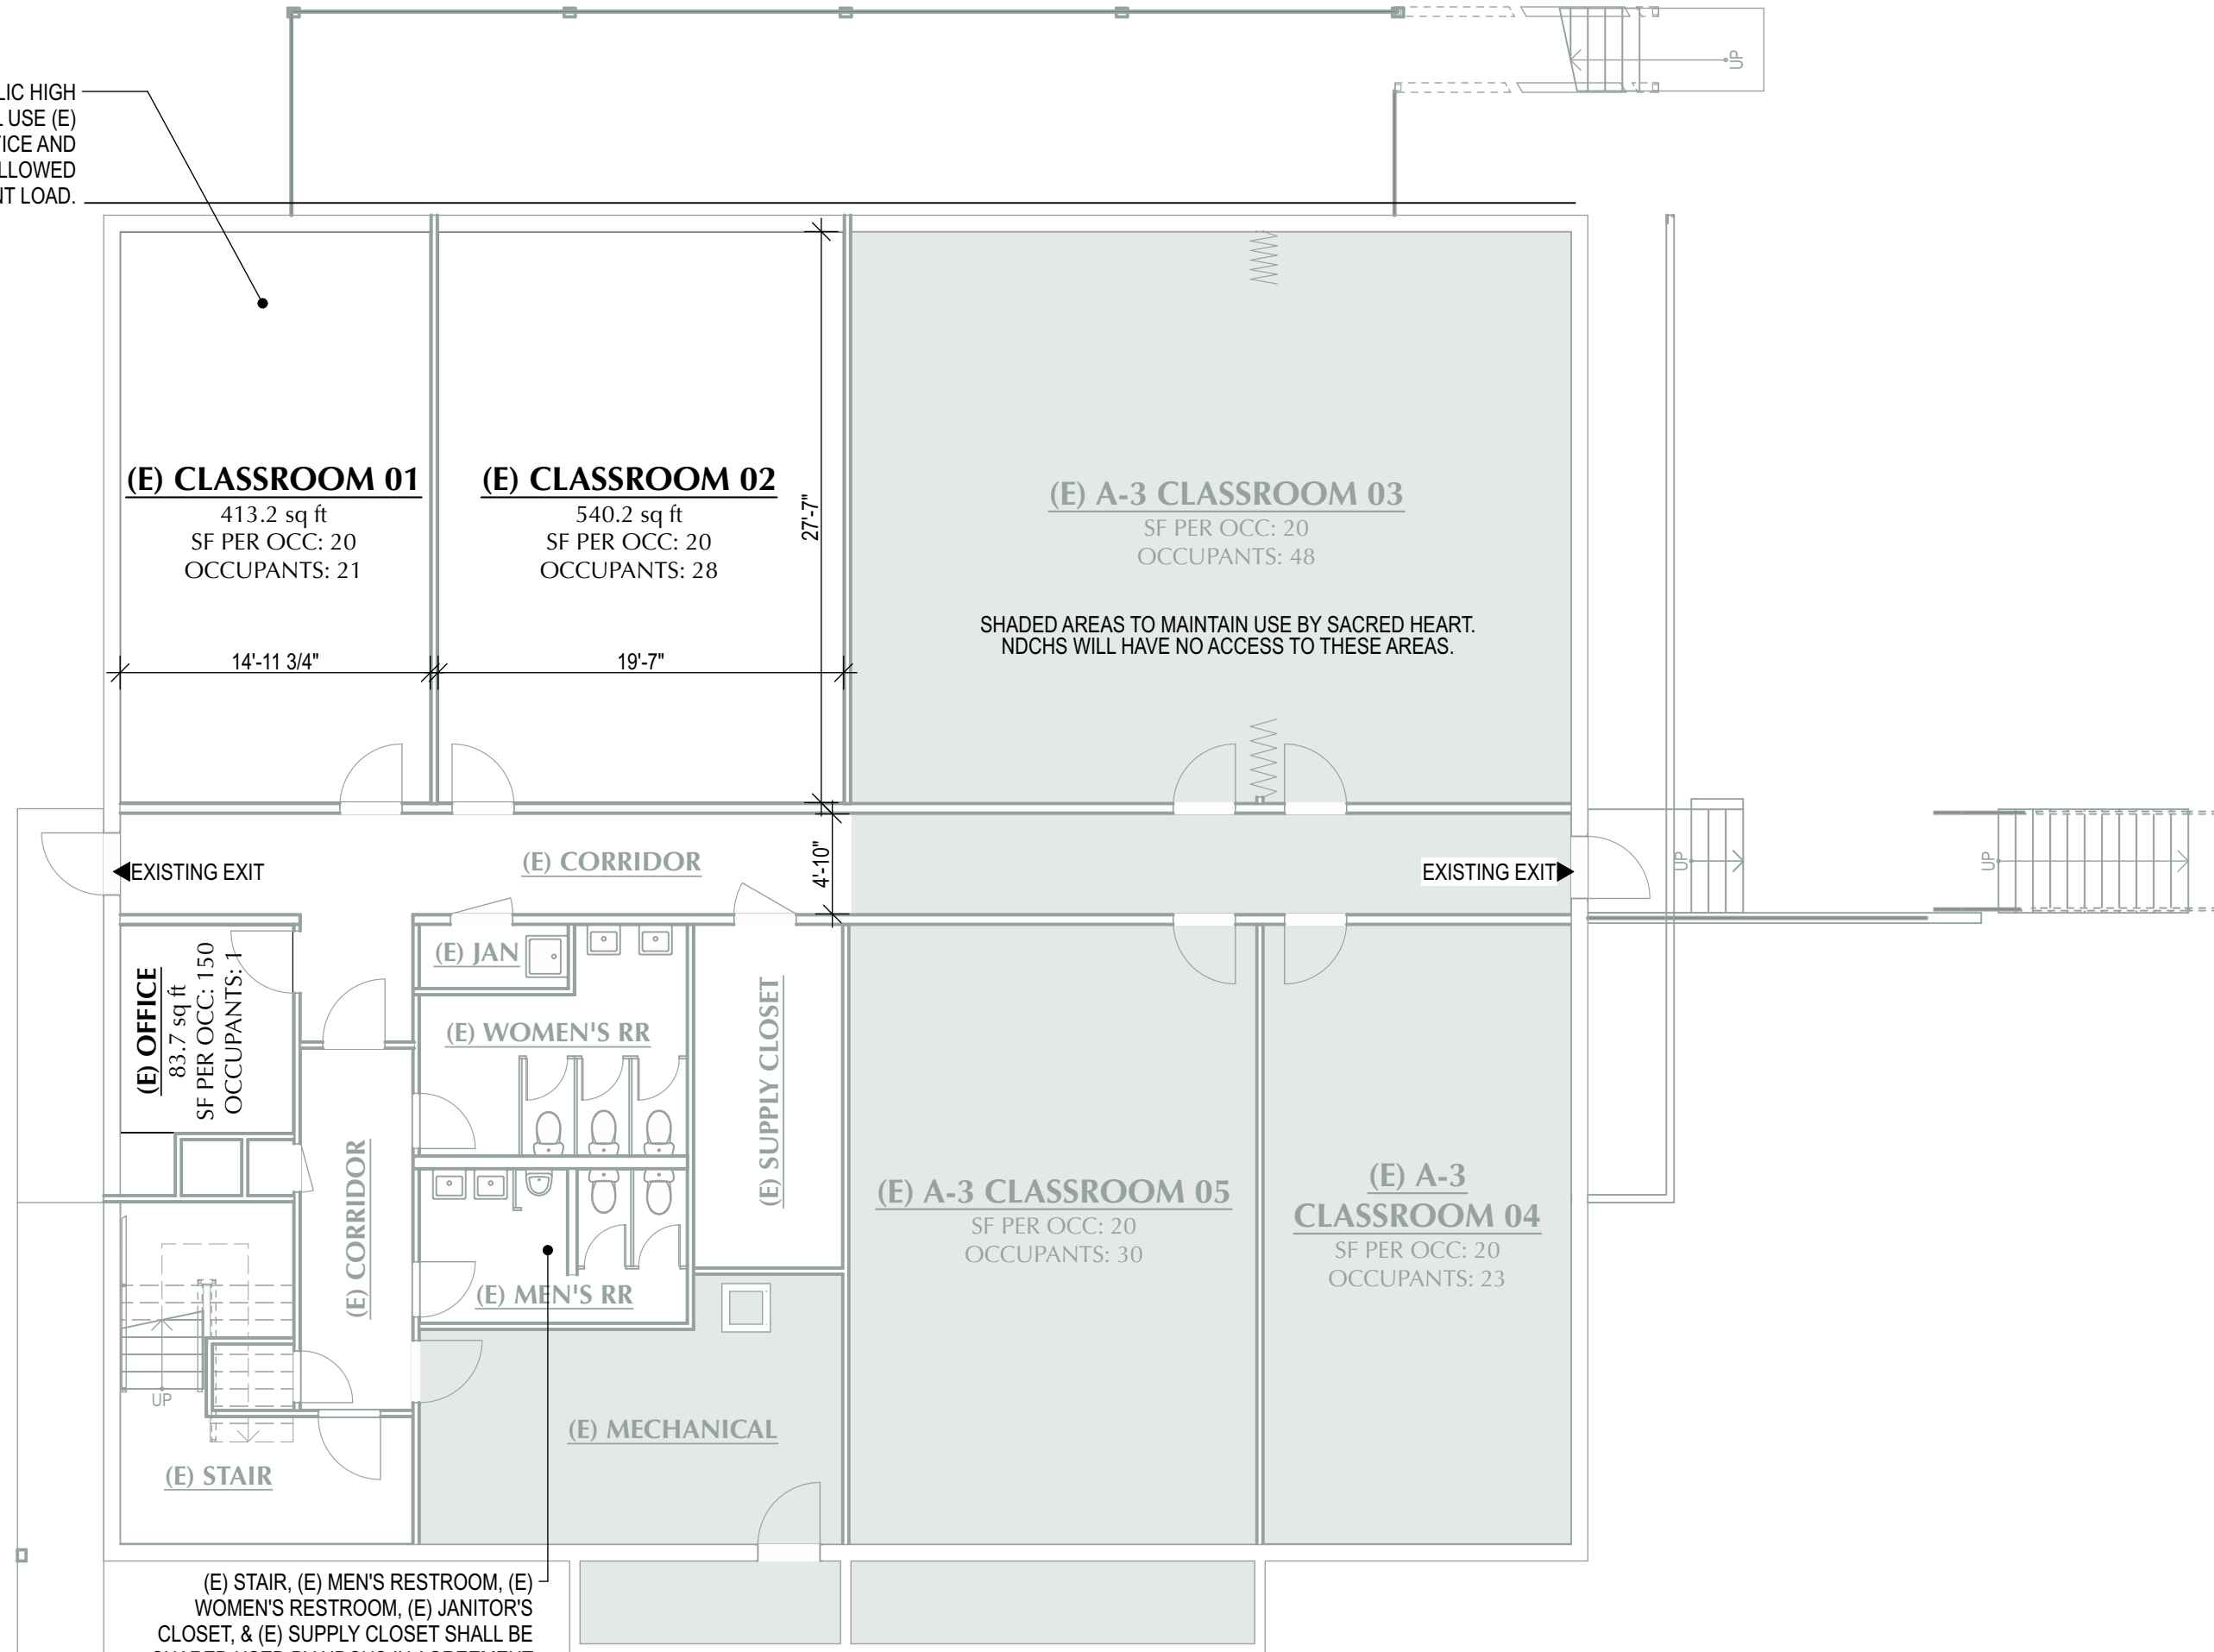 LIC HIGH
USE (E)
ICE AND
LLOWED
NT LOAD.
UP
(E) CLASSROOM 01
413.2 sq ft
SF PER OCC: 20
OCCUPANTS: 21
(E) CLASSROOM 02
540.2 sq ft
SF PER OCC: 20
OCCUPANTS: 28
27'-7"
(E) A-3 CLASSROOM 03
SF PER OCC: 20
OCCUPANTS: 48
SHADED AREAS TO MAINTAIN USE BY SACRED HEART.
NDCHS WILL HAVE NO ACCESS TO THESE AREAS.
14'-11 3/4"
19'-7"
EXISTING EXIT
(E) CORRIDOR
4'-10"
EXISTING EXIT
UP
UP
(E) OFFICE
83.7 sq ft
SF PER OCC: 150
OCCUPANTS: 1
(E) JAN
(E) WOMEN'S RR
(E) SUPPLY CLOSET
(E) CORRIDOR
(E) MEN'S RR
(E) A-3 CLASSROOM 05
SF PER OCC: 20
OCCUPANTS: 30
(E) A-3
CLASSROOM 04
SF PER OCC: 20
OCCUPANTS: 23
UP
(E) MECHANICAL
(E) STAIR
(E) STAIR, (E) MEN'S RESTROOM, (E)
WOMEN'S RESTROOM, (E) JANITOR'S
CLOSET, & (E) SUPPLY CLOSET SHALL BE